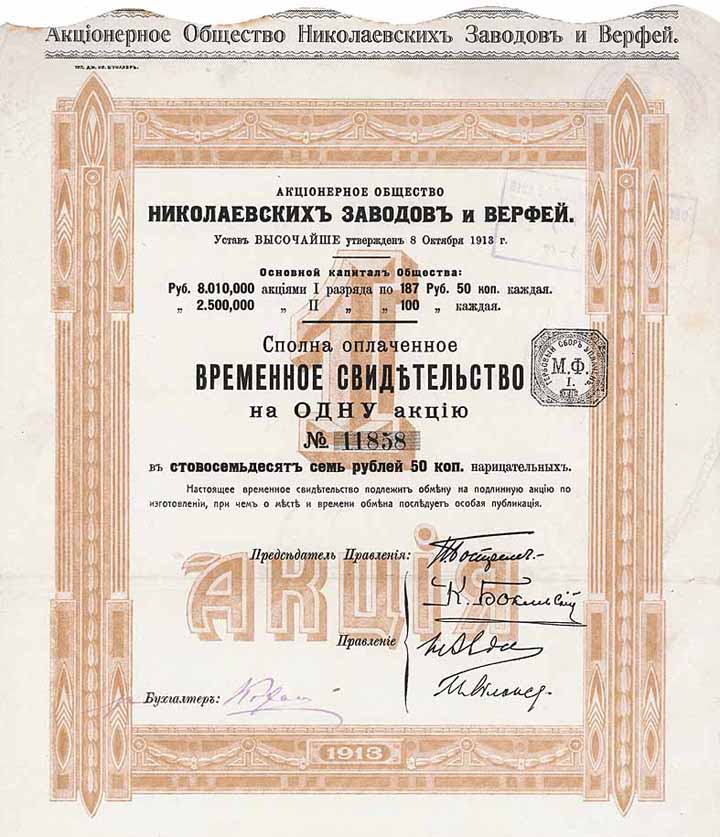 Акціонерное Общество Николаевскихъ Заводовъ и Верфей.
АКЦІОНЕРНОЕ ОБЩЕСТВО
НИКОЛАЕВСКИХЪ ЗАВОДОВЪ и ВЕРФЕЙ.
Уставъ ВЫСОЧАЙШЕ утвержденъ 8 Октября 1913 г.
Основной капиталъ Общества:
Руб. 8.010,000 акціями I разряда по 187 Руб. 50 коп. каждая.
„ 2.500,000 „ II „ „ 100 „ каждая.
1
Сполна оплаченное
ВРЕМЕННОЕ СВИДѢТЕЛЬСТВО
на ОДНУ акцію
ГЕРБОВЫЙ СБОРЪ УПЛАЧЕНЪ
М.Ф.
I.
№ 11858
въ стовосемьдесятъ семь рублей 50 коп. нарицательныхъ.
Настоящее временное свидѣтельство подлежитъ обмѣну на подлинную акцію по
изготовленіи, при чемъ о мѣстѣ и времени обмѣна послѣдуетъ особая публикація.
Предсѣдатель Правленія:
АКЦІЯ
Правленіе
Бухгалтеръ:
1913